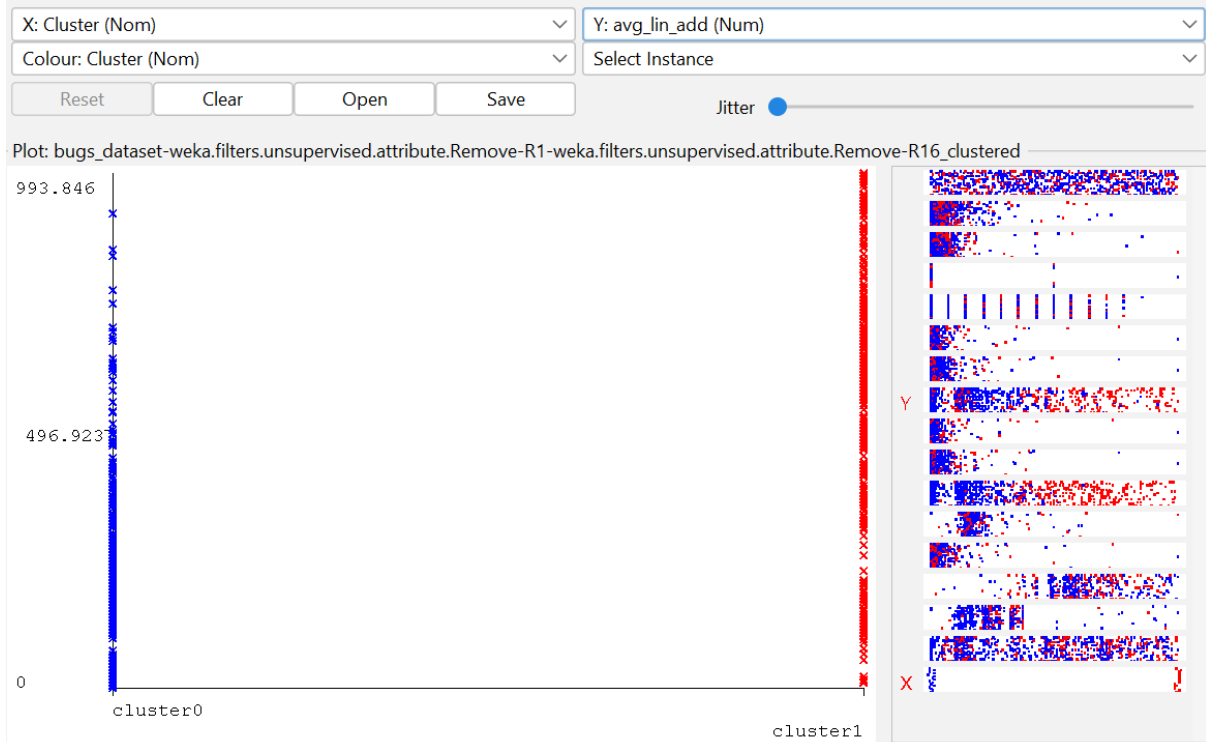 X: Cluster (Nom)
Y: avg_lin_add (Num)
Colour: Cluster (Nom)
Select Instance
Reset
Clear
Open
Save
Jitter
Plot: bugs_dataset-weka.filters.unsupervised.attribute.Remove-R1-weka.filters.unsupervised.attribute.Remove-R16_clustered
993.846
496.923
0
cluster0
cluster1
Y
X